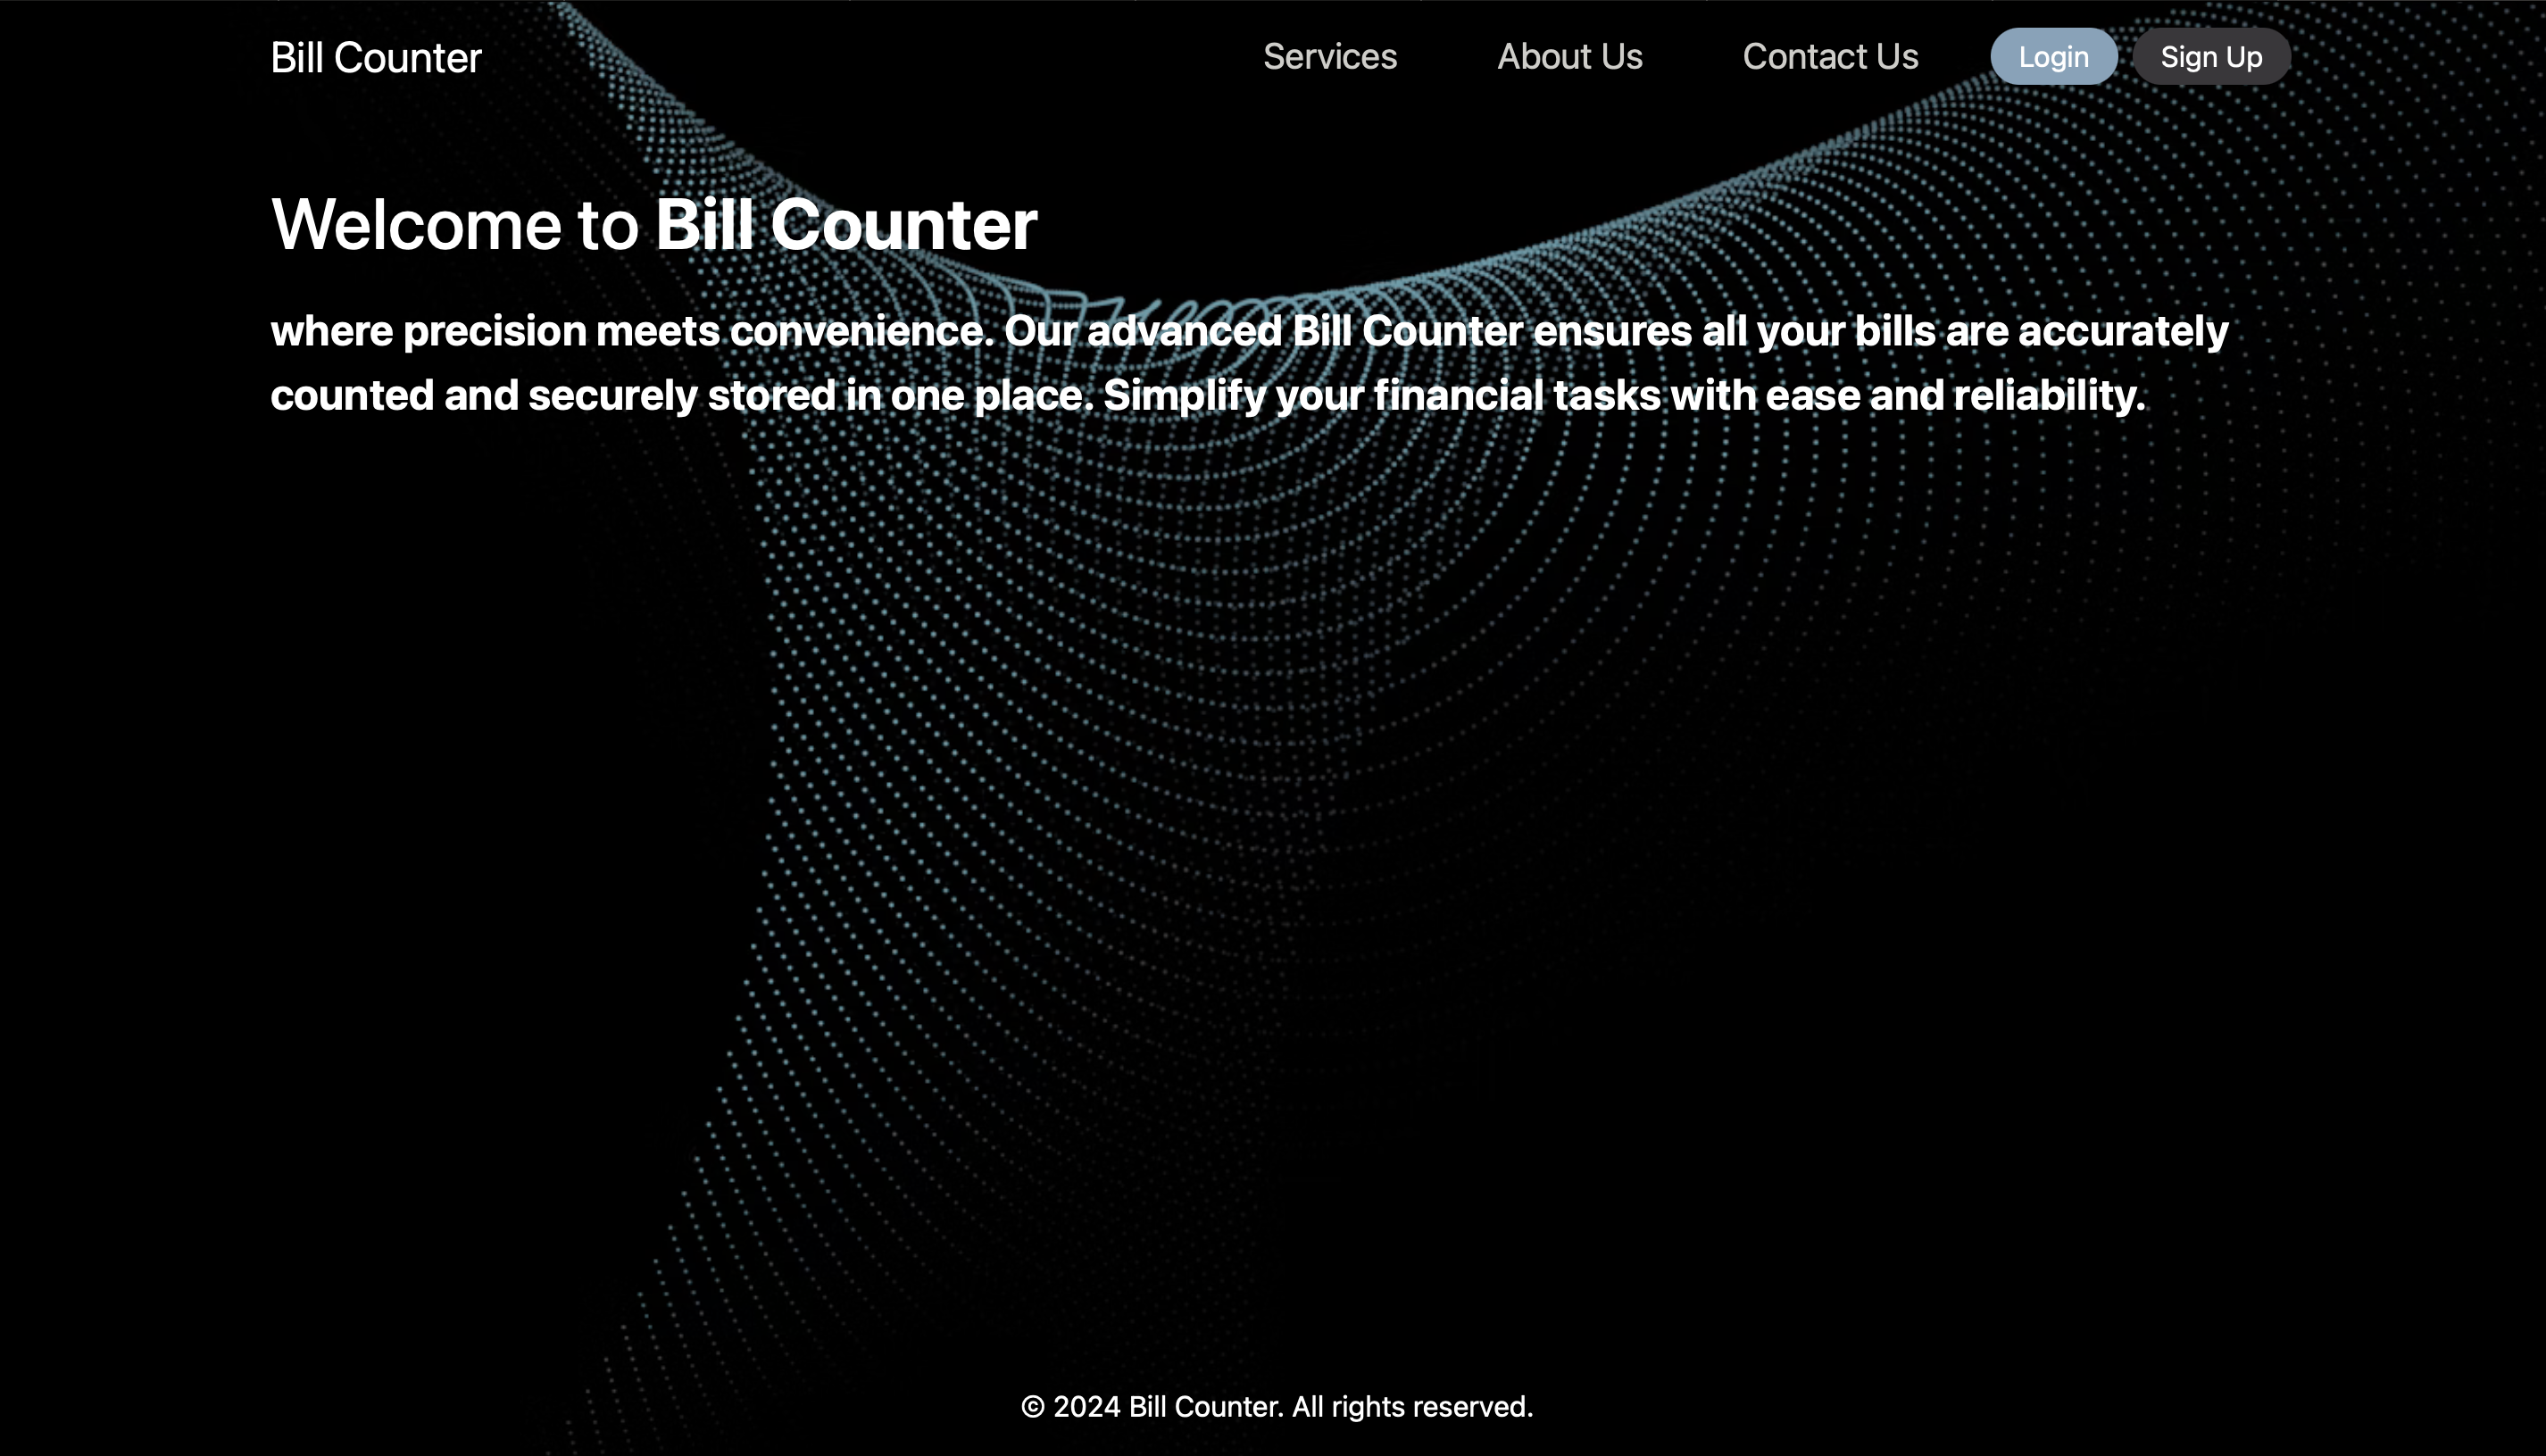 Bill Counter
Services
About Us
Contact Us
Login
Sign Up
Welcome to Bill Counter
where precision meets convenience. Our advanced Bill Counter ensures all your bills are accurately
counted and securely stored in one place. Simplify your financial tasks with ease and reliability.
© 2024 Bill Counter. All rights reserved.